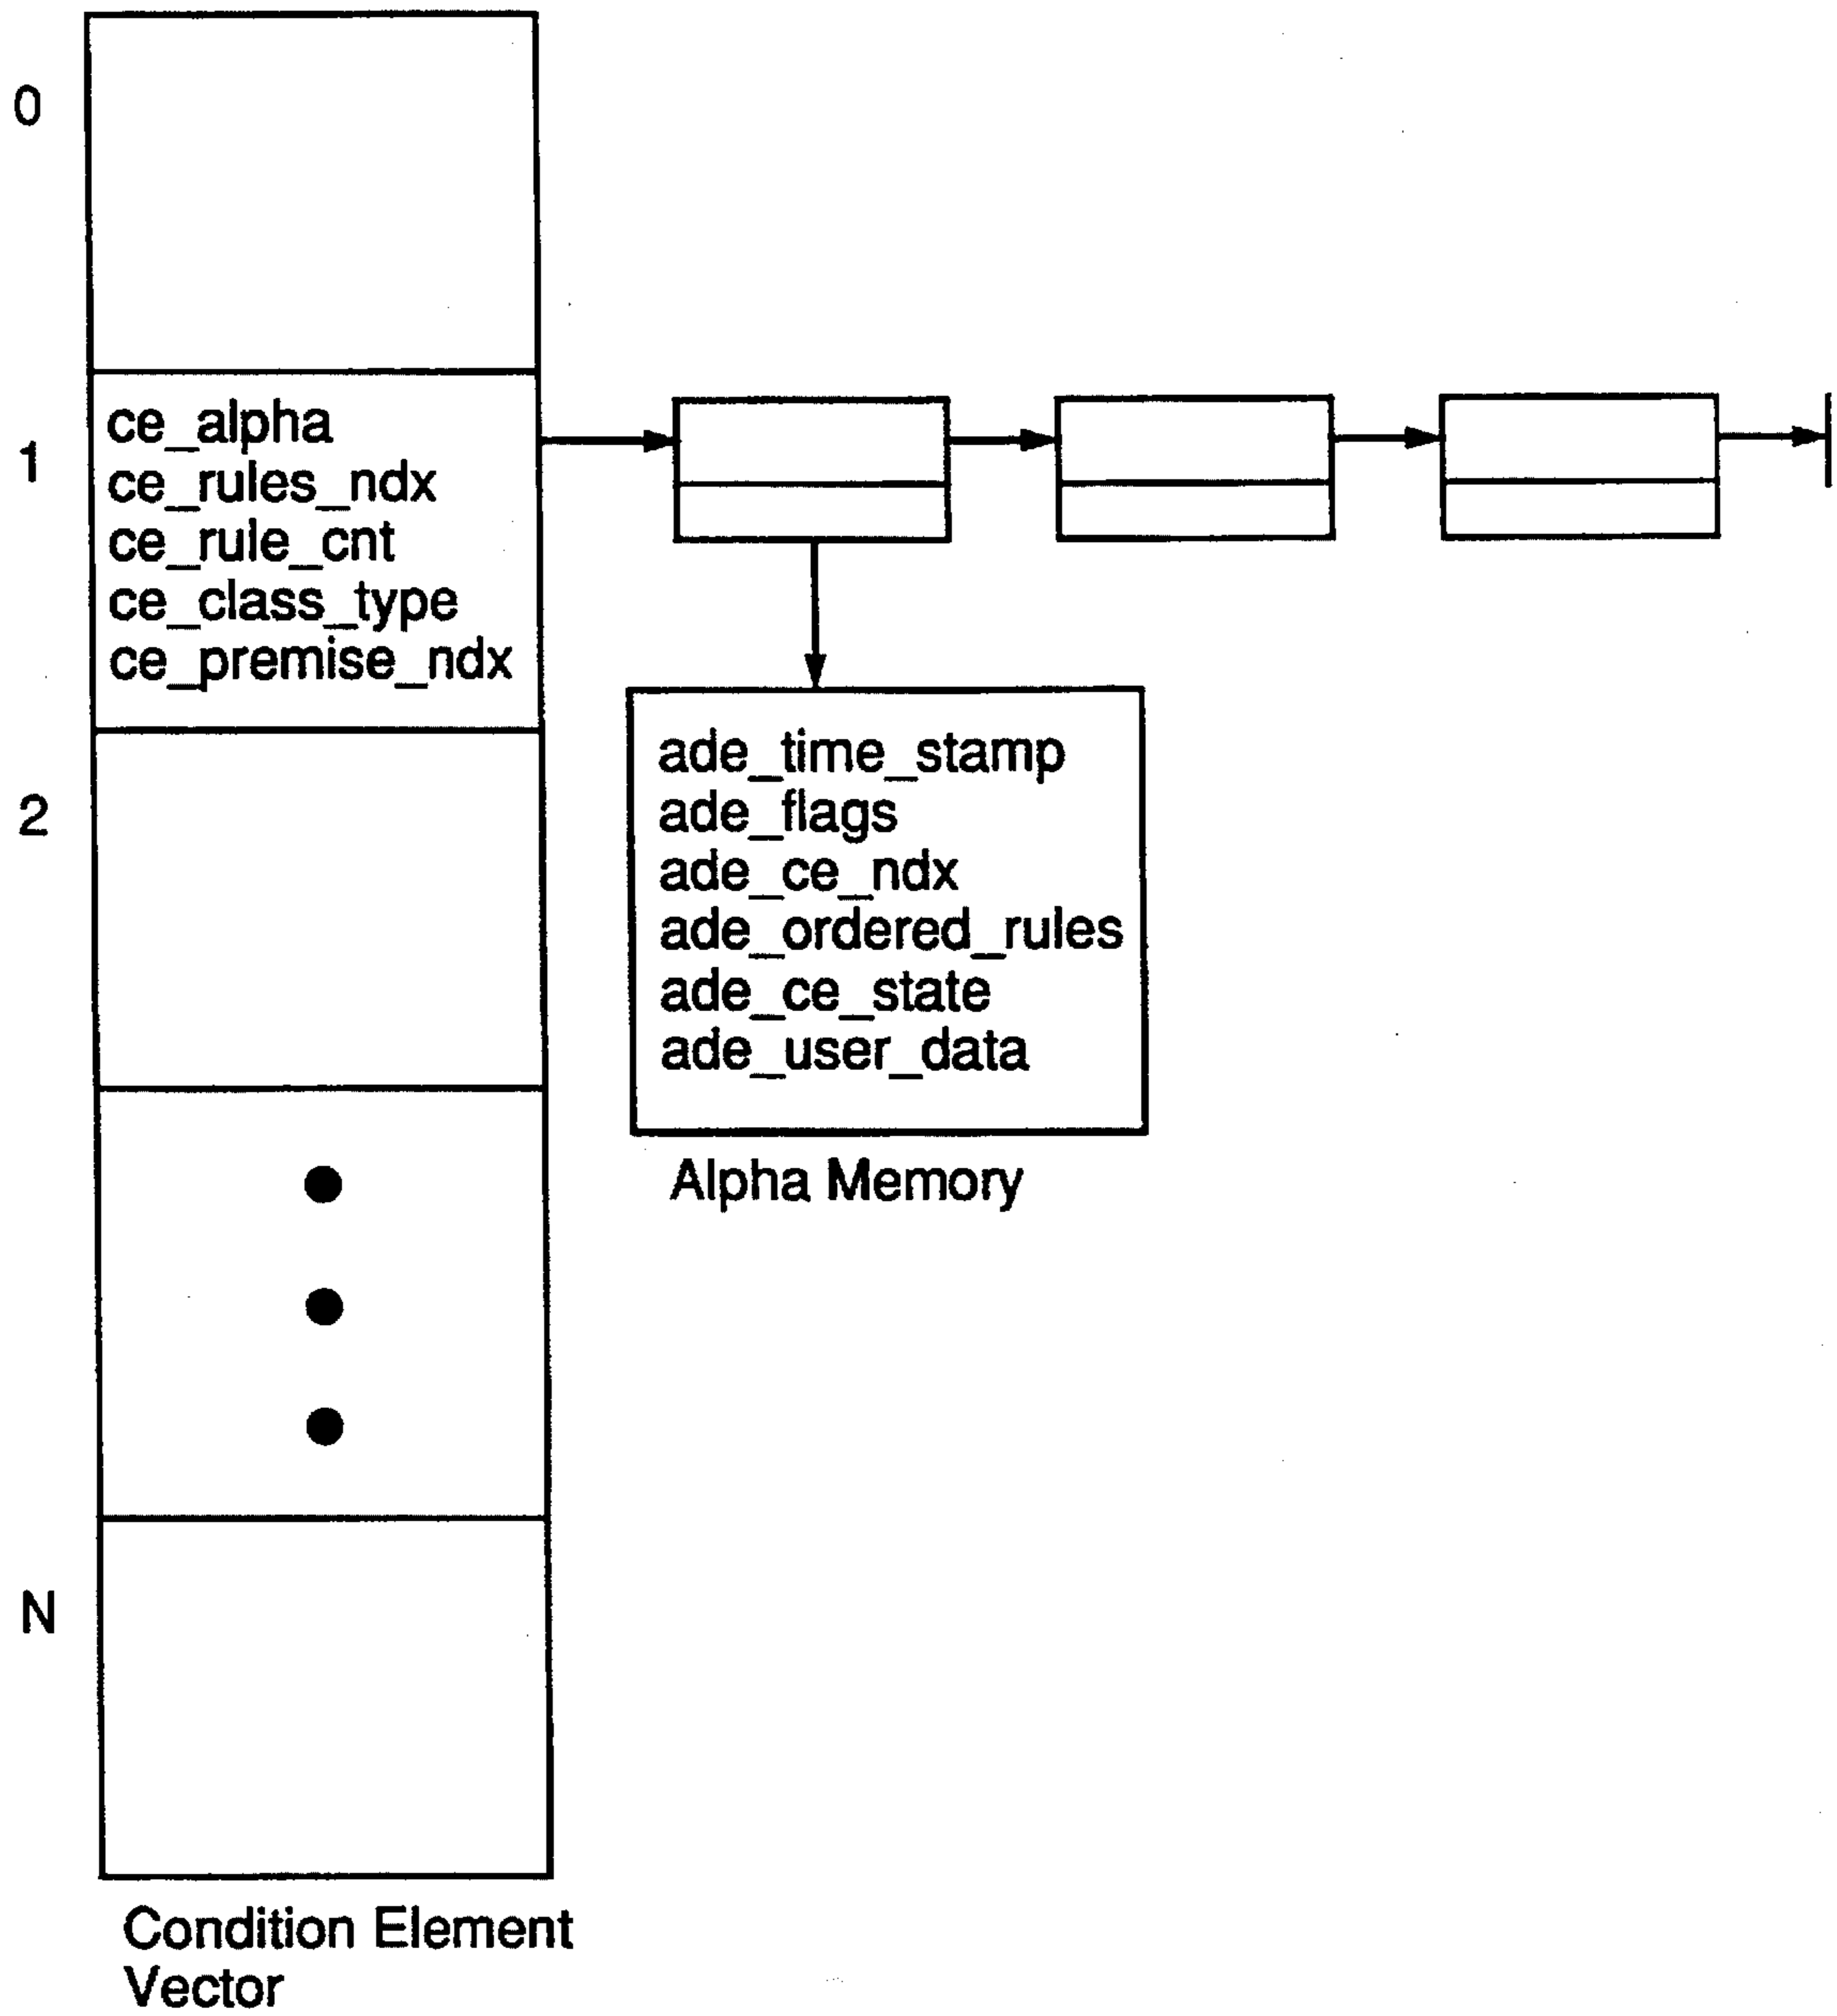 0
1
ce_alpha
ce_rules_ndx
ce_rule_cnt
ce_class_type
ce_premise_ndx
2
ade_time_stamp
ade_flags
ade_ce_ndx
ade_ordered_rules
ade_ce_state
ade_user_data
Alpha Memory
N
Condition Element
Vector